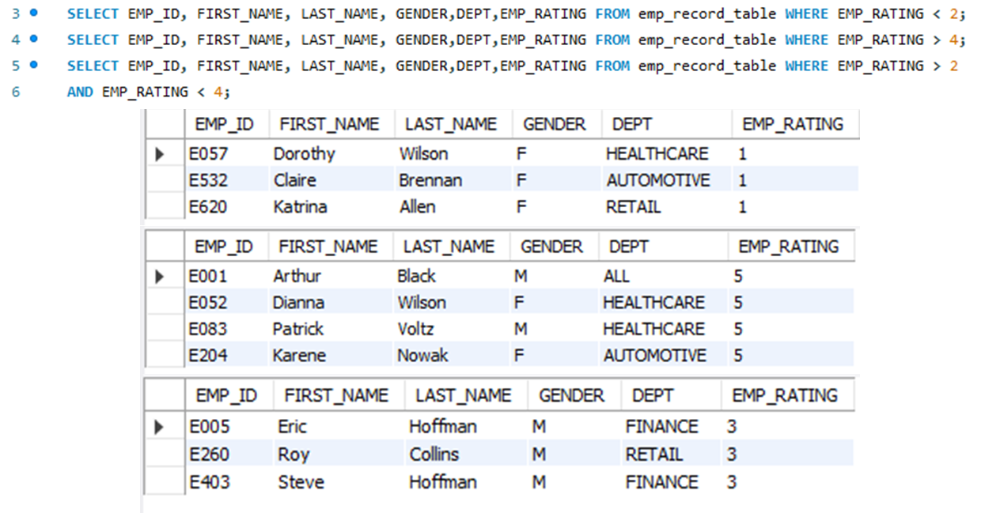 3 SELECT EMP_ID, FIRST_NAME, LAST_NAME, GENDER,DEPT,EMP_RATING FROM emp_record_table WHERE EMP_RATING < 2;
4 SELECT EMP_ID, FIRST_NAME, LAST_NAME, GENDER,DEPT,EMP_RATING FROM emp_record_table WHERE EMP_RATING > 4;
5 SELECT EMP_ID, FIRST_NAME, LAST_NAME, GENDER,DEPT,EMP_RATING FROM emp_record_table WHERE EMP_RATING > 2
6 AND EMP_RATING < 4;
EMP_ID FIRST_NAME LAST_NAME GENDER DEPT EMP_RATING
E057 Dorothy Wilson F HEALTHCARE 1
E532 Claire Brennan F AUTOMOTIVE 1
E620 Katrina Allen F RETAIL 1
EMP_ID FIRST_NAME LAST_NAME GENDER DEPT EMP_RATING
E001 Arthur Black M ALL 5
E052 Dianna Wilson F HEALTHCARE 5
E083 Patrick Voltz M HEALTHCARE 5
E204 Karene Nowak F AUTOMOTIVE 5
EMP_ID FIRST_NAME LAST_NAME GENDER DEPT EMP_RATING
E005 Eric Hoffman M FINANCE 3
E260 Roy Collins M RETAIL 3
E403 Steve Hoffman M FINANCE 3